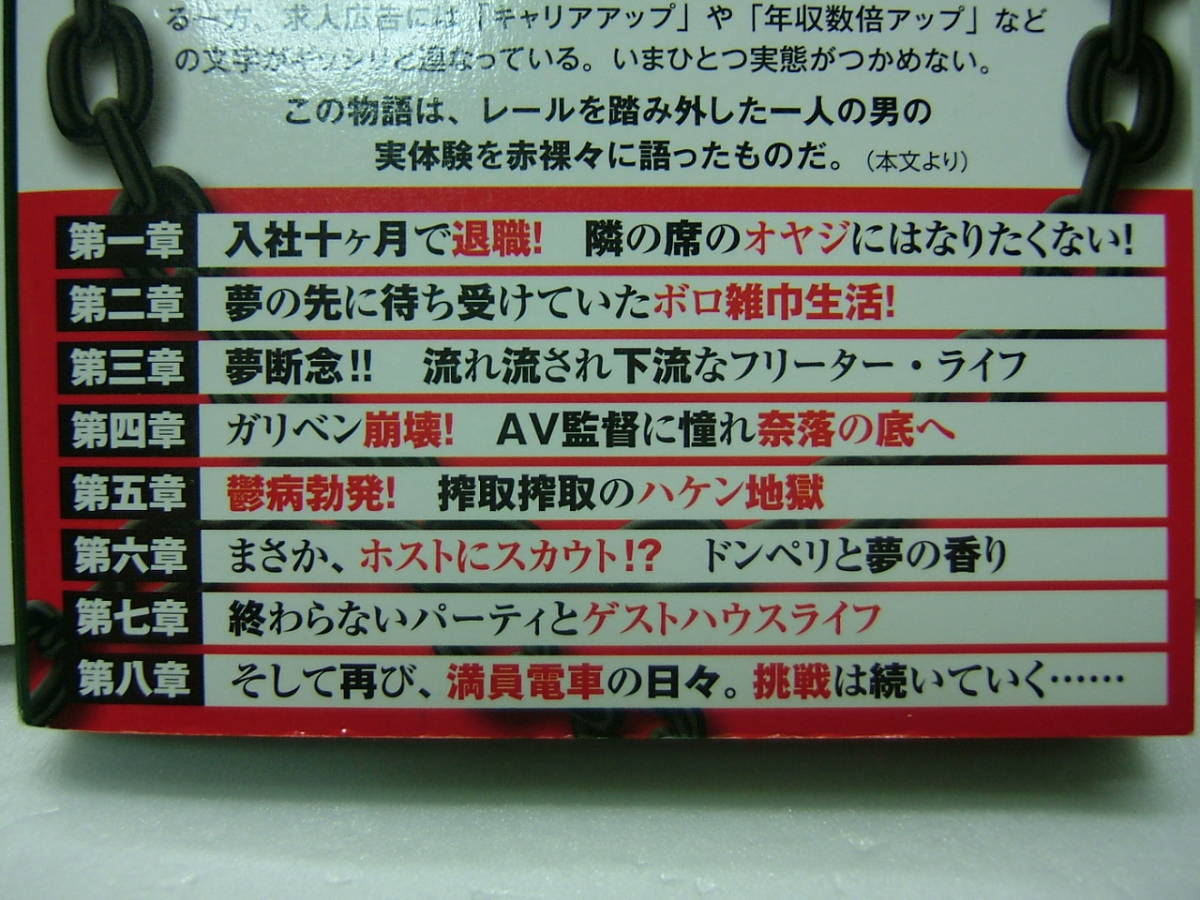 る一方、求人広告には「キャリアアップ」や「年収数倍アップ」など
の文字がギッシリと連なっている。いまひとつ実態がつかめない。
この物語は、レールを踏み外した一人の男の
実体験を赤裸々に語ったものだ。（本文より）
第一章 入社十ヶ月で退職！ 隣の席のオヤジにはなりたくない！
第二章 夢の先に待ち受けていたボロ雑巾生活！
第三章 夢断念！！ 流れ流され下流なフリーター・ライフ
第四章 ガリベン崩壊！ AV監督に憧れ奈落の底へ
第五章 鬱病勃発！ 搾取搾取のハケン地獄
第六章 まさか、ホストにスカウト！？ ドンペリと夢の香り
第七章 終わらないパーティとゲストハウスライフ
第八章 そして再び、満員電車の日々。挑戦は続いていく……